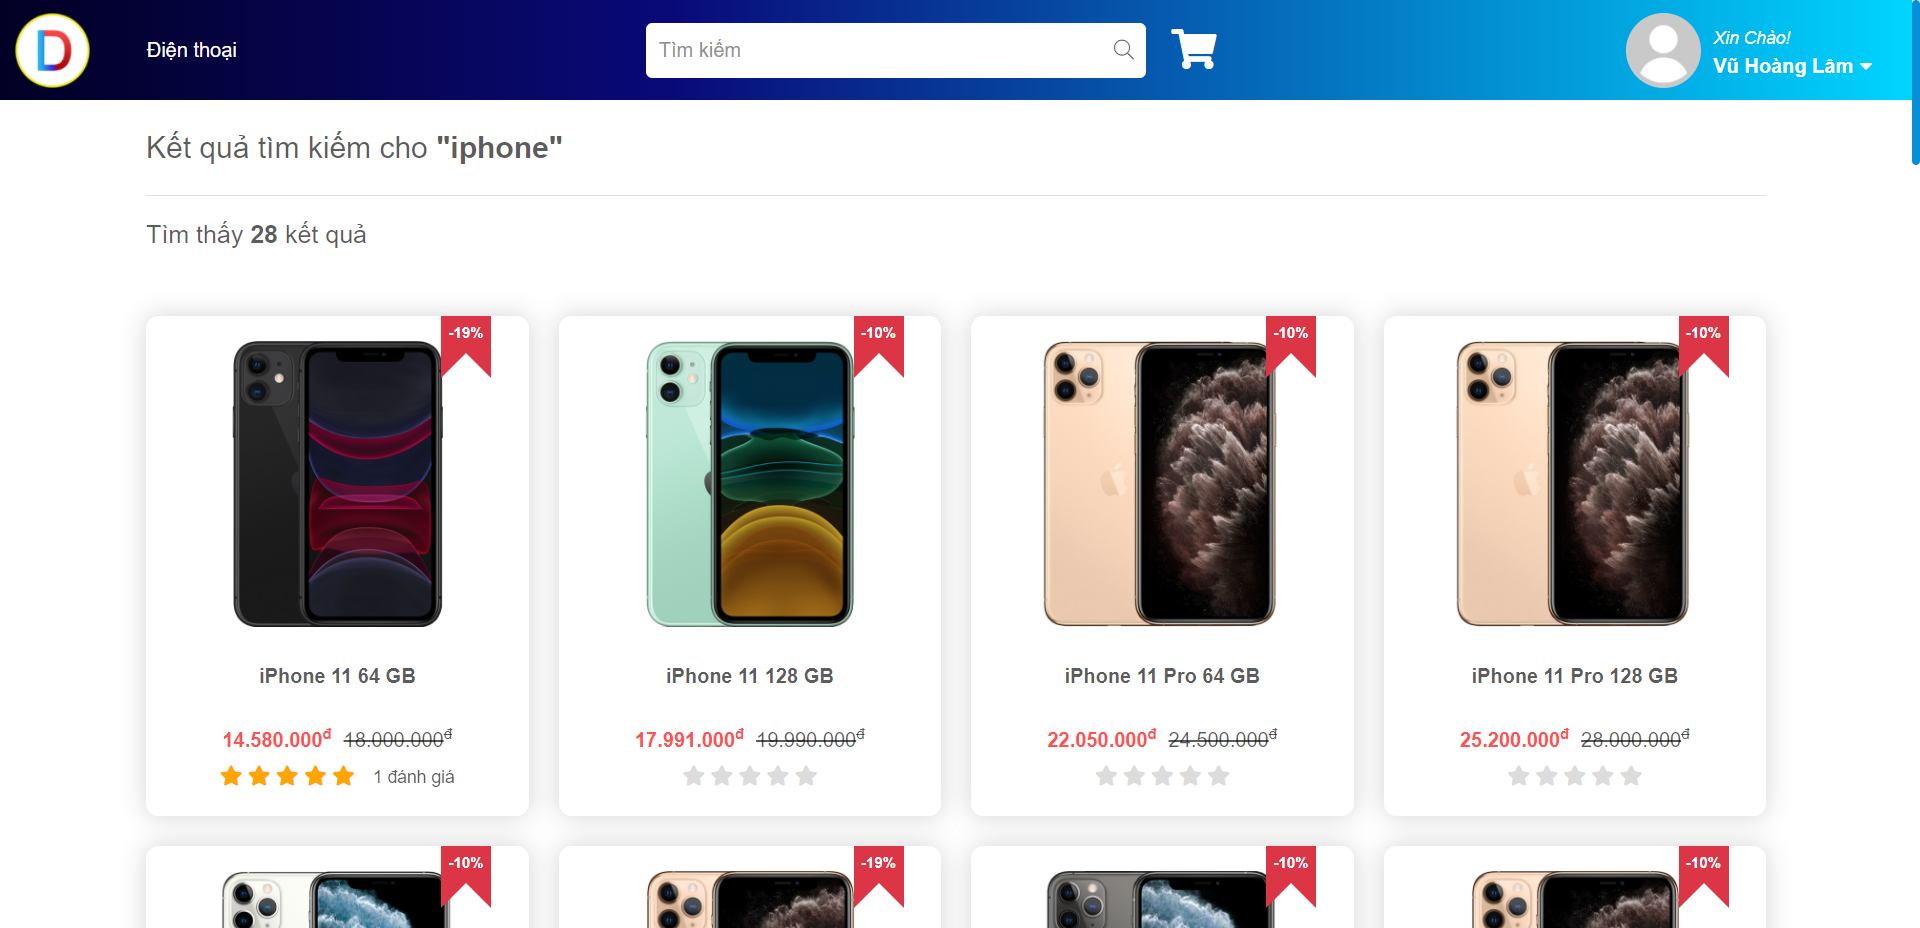 D
Điện thoại
Tìm kiếm
Xin Chào!
Vũ Hoàng Lâm
Kết quả tìm kiếm cho "iphone"
Tìm thấy 28 kết quả
-19%
-10%
-10%
-10%
iPhone 11 64 GB
iPhone 11 128 GB
iPhone 11 Pro 64 GB
iPhone 11 Pro 128 GB
14.580.000đ 18.000.000đ
17.991.000đ 19.990.000đ
22.050.000đ 24.500.000đ
25.200.000đ 28.000.000đ
1 đánh giá
-10%
-19%
-10%
-10%